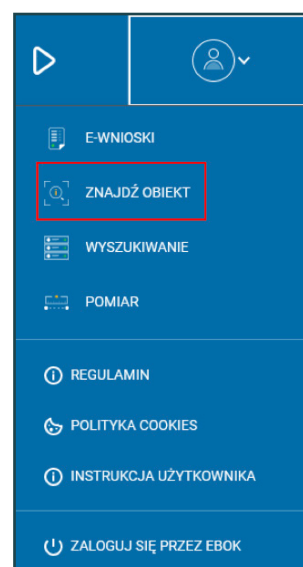 E-WNIOSKI
ZNAJDŹ OBIEKT
WYSZUKIWANIE
POMIAR
REGULAMIN
POLITYKA COOKIES
INSTRUKCJA UŻYTKOWNIKA
ZALOGUJ SIĘ PRZEZ EBOK